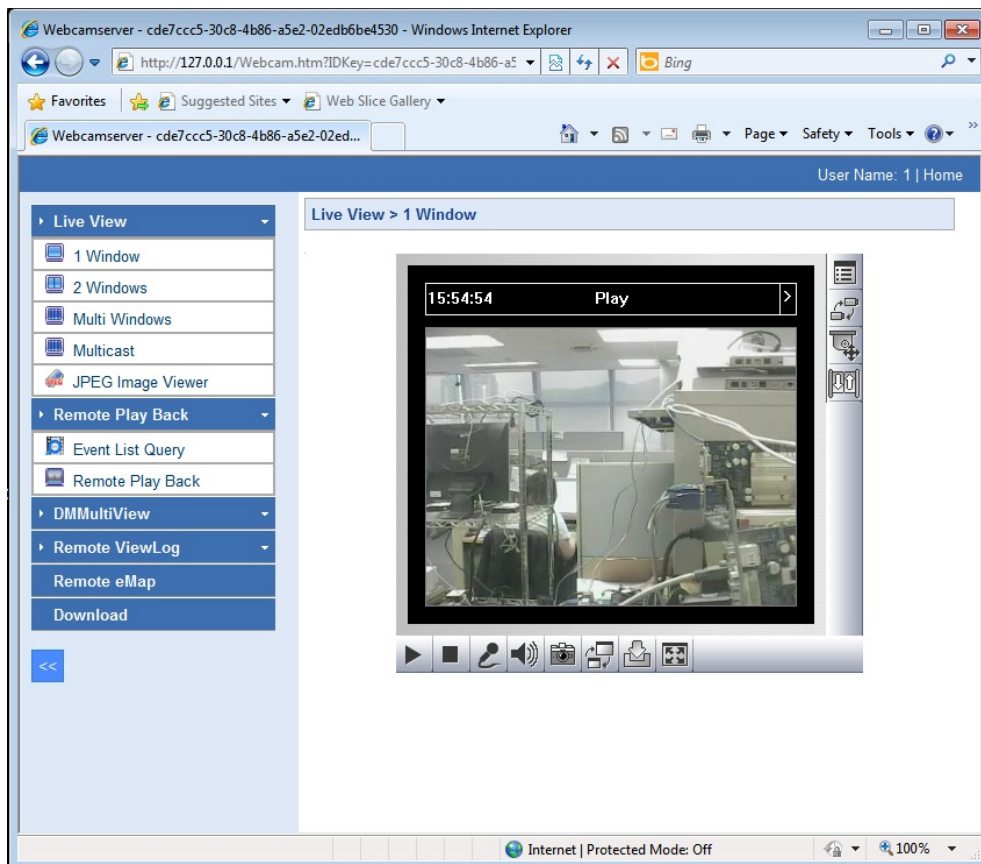 Webcamserver - cde7ccc5-30c8-4b86-a5e2-02edb6be4530 - Windows Internet Explorer
http://127.0.0.1/Webcam.htm?IDKey=cde7ccc5-30c8-4b86-a5
Bing
Favorites Suggested Sites Web Slice Gallery
Webcamserver - cde7ccc5-30c8-4b86-a5e2-02ed...
Page Safety Tools
User Name: 1 | Home
Live View
1 Window
2 Windows
Multi Windows
Multicast
JPEG Image Viewer
Remote Play Back
Event List Query
Remote Play Back
DMMultiView
Remote ViewLog
Remote eMap
Download
<<
Live View > 1 Window
15:54:54 Play >
Internet | Protected Mode: Off
100%